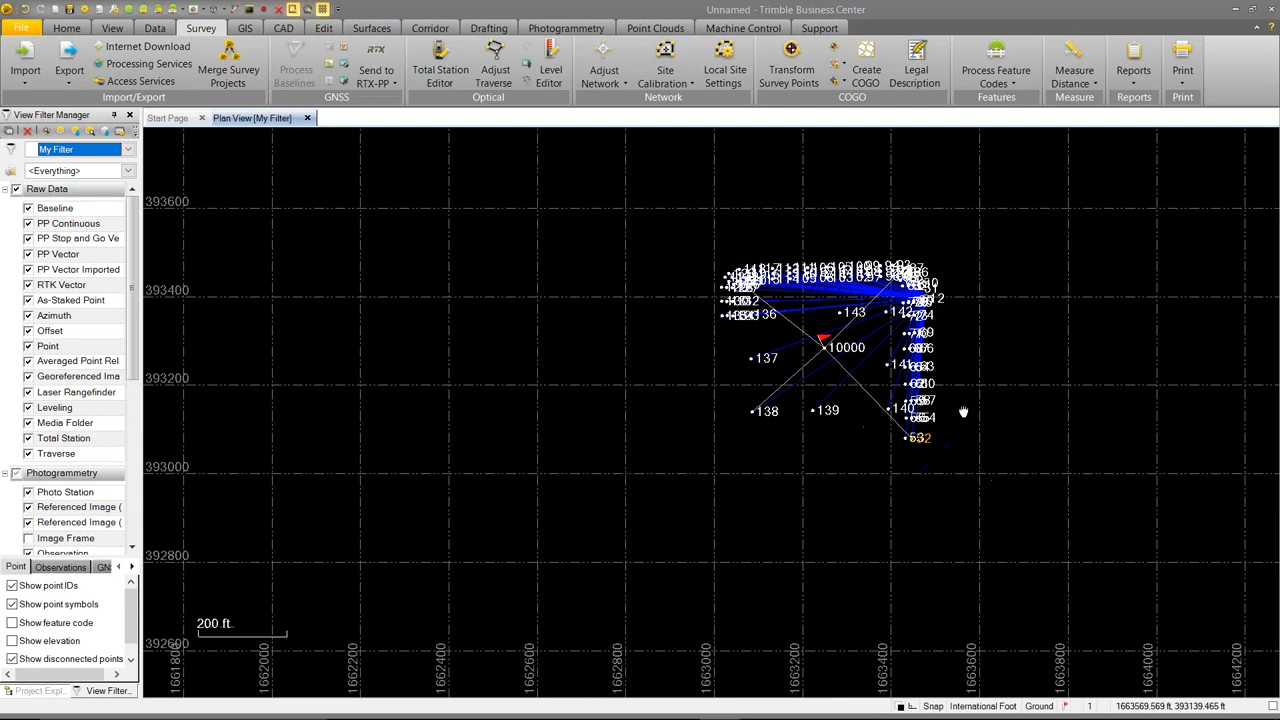 Unnamed - Trimble Business Center
File Home View Data Survey GIS CAD Edit Surfaces Corridor Drafting Photogrammetry Point Clouds Machine Control Support
Import
Export
Internet Download
Processing Services
Access Services
Merge Survey
Projects
Import/Export
Process
Baselines
RTX
Send to
RTX-PP
GNSS
Total Station
Editor
Adjust
Traverse
Level
Editor
Optical
Adjust
Network
Site
Calibration
Local Site
Settings
Network
Transform
Survey Points
Create
COGO
Legal
Description
COGO
Process Feature
Codes
Features
Measure
Distance
Measure
Reports
Reports
Print
Print
View Filter Manager
Start Page
Plan View [My Filter]
My Filter
<Everything>
Raw Data
Baseline
PP Continuous
PP Stop and Go Ve
PP Vector
PP Vector Imported
RTK Vector
As-Staked Point
Azimuth
Offset
Point
Averaged Point Rel
Georeferenced Ima
Laser Rangefinder
Leveling
Media Folder
Total Station
Traverse
Photogrammetry
Photo Station
Referenced Image (
Referenced Image (
Image Frame
Observation
Point Observations GN
Show point IDs
Show point symbols
Show feature code
Show elevation
Show disconnected points
Project Expl...
View Filter...
393600
393400
393200
393000
392800
392600
143
136
10000
137
138
139
140
200 ft
1661800
1662000
1662200
1662400
1662600
1662800
1663000
1663200
1663400
1663600
1663800
1664000
1664200
Snap International Foot Ground 1 1663569.569 ft, 393139.465 ft